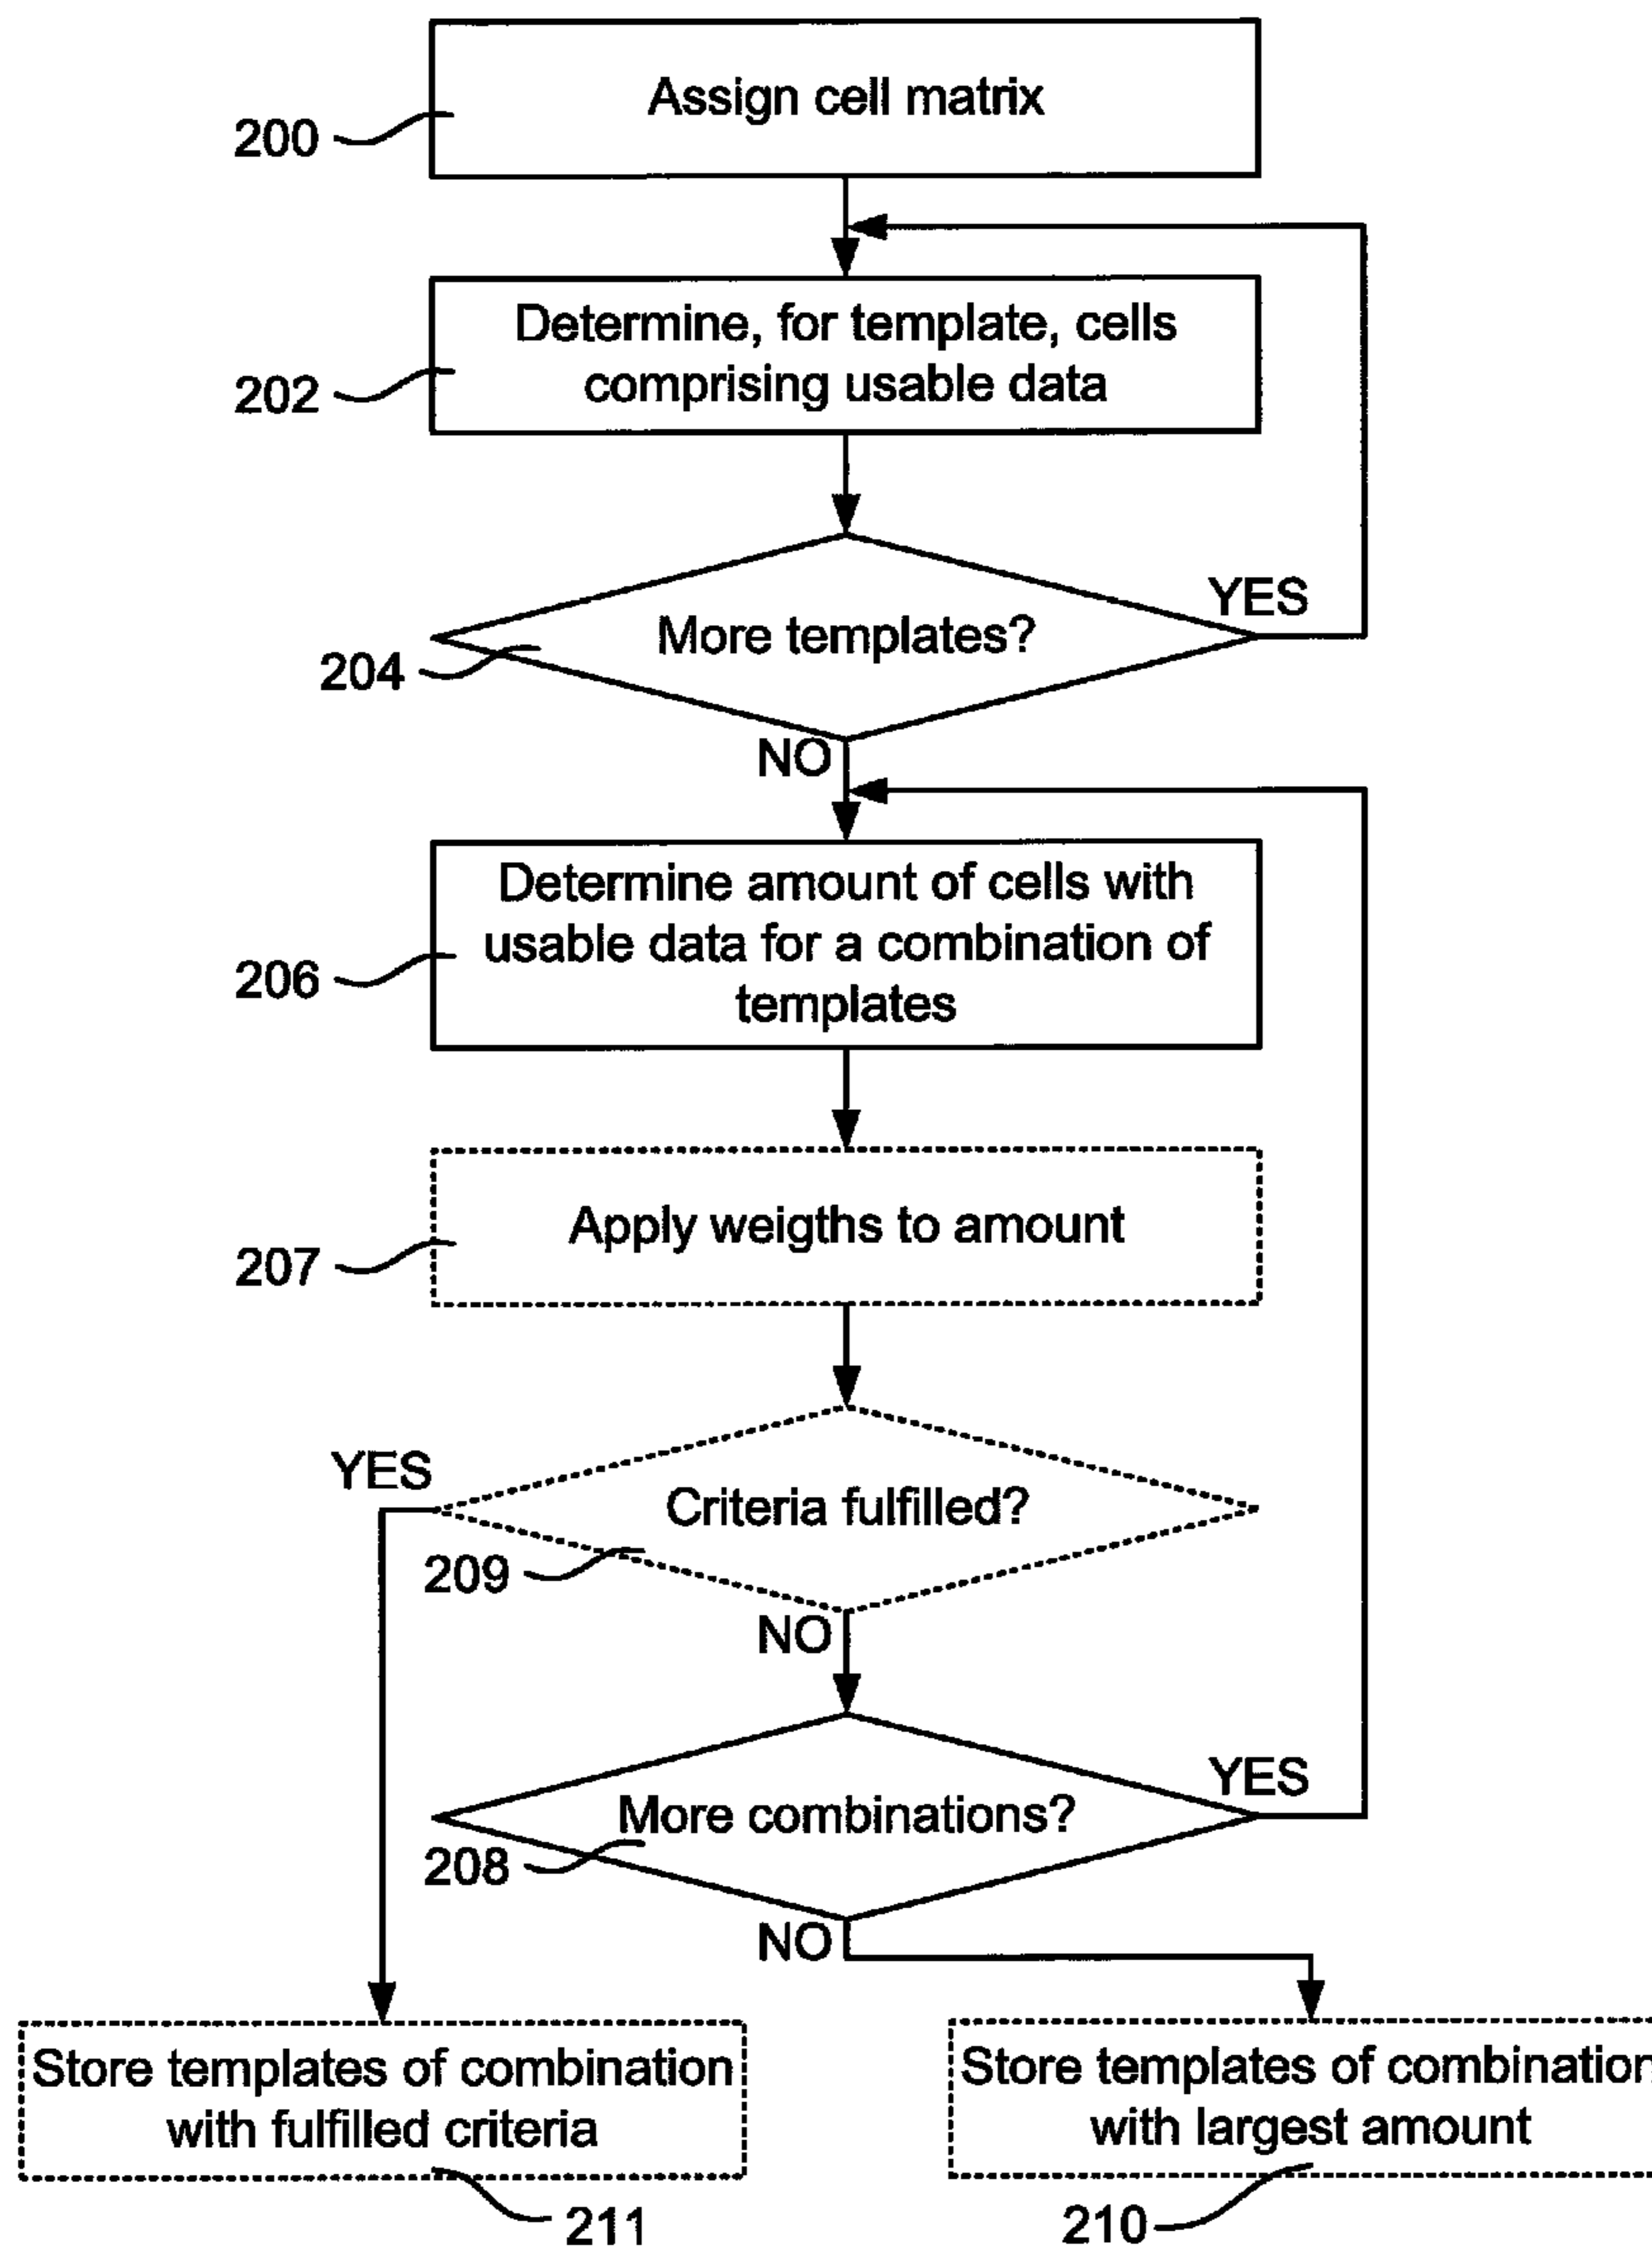 Assign cell matrix
200
Determine, for template, cells
comprising usable data
202
YES
More templates?
204
NO
Determine amount of cells with
usable data for a combination of
templates
206
Apply weigths to amount
207
YES
Criteria fulfilled?
209
NO
YES
More combinations?
208
NO
Store templates of combination
with fulfilled criteria
211
Store templates of combination
with largest amount
210